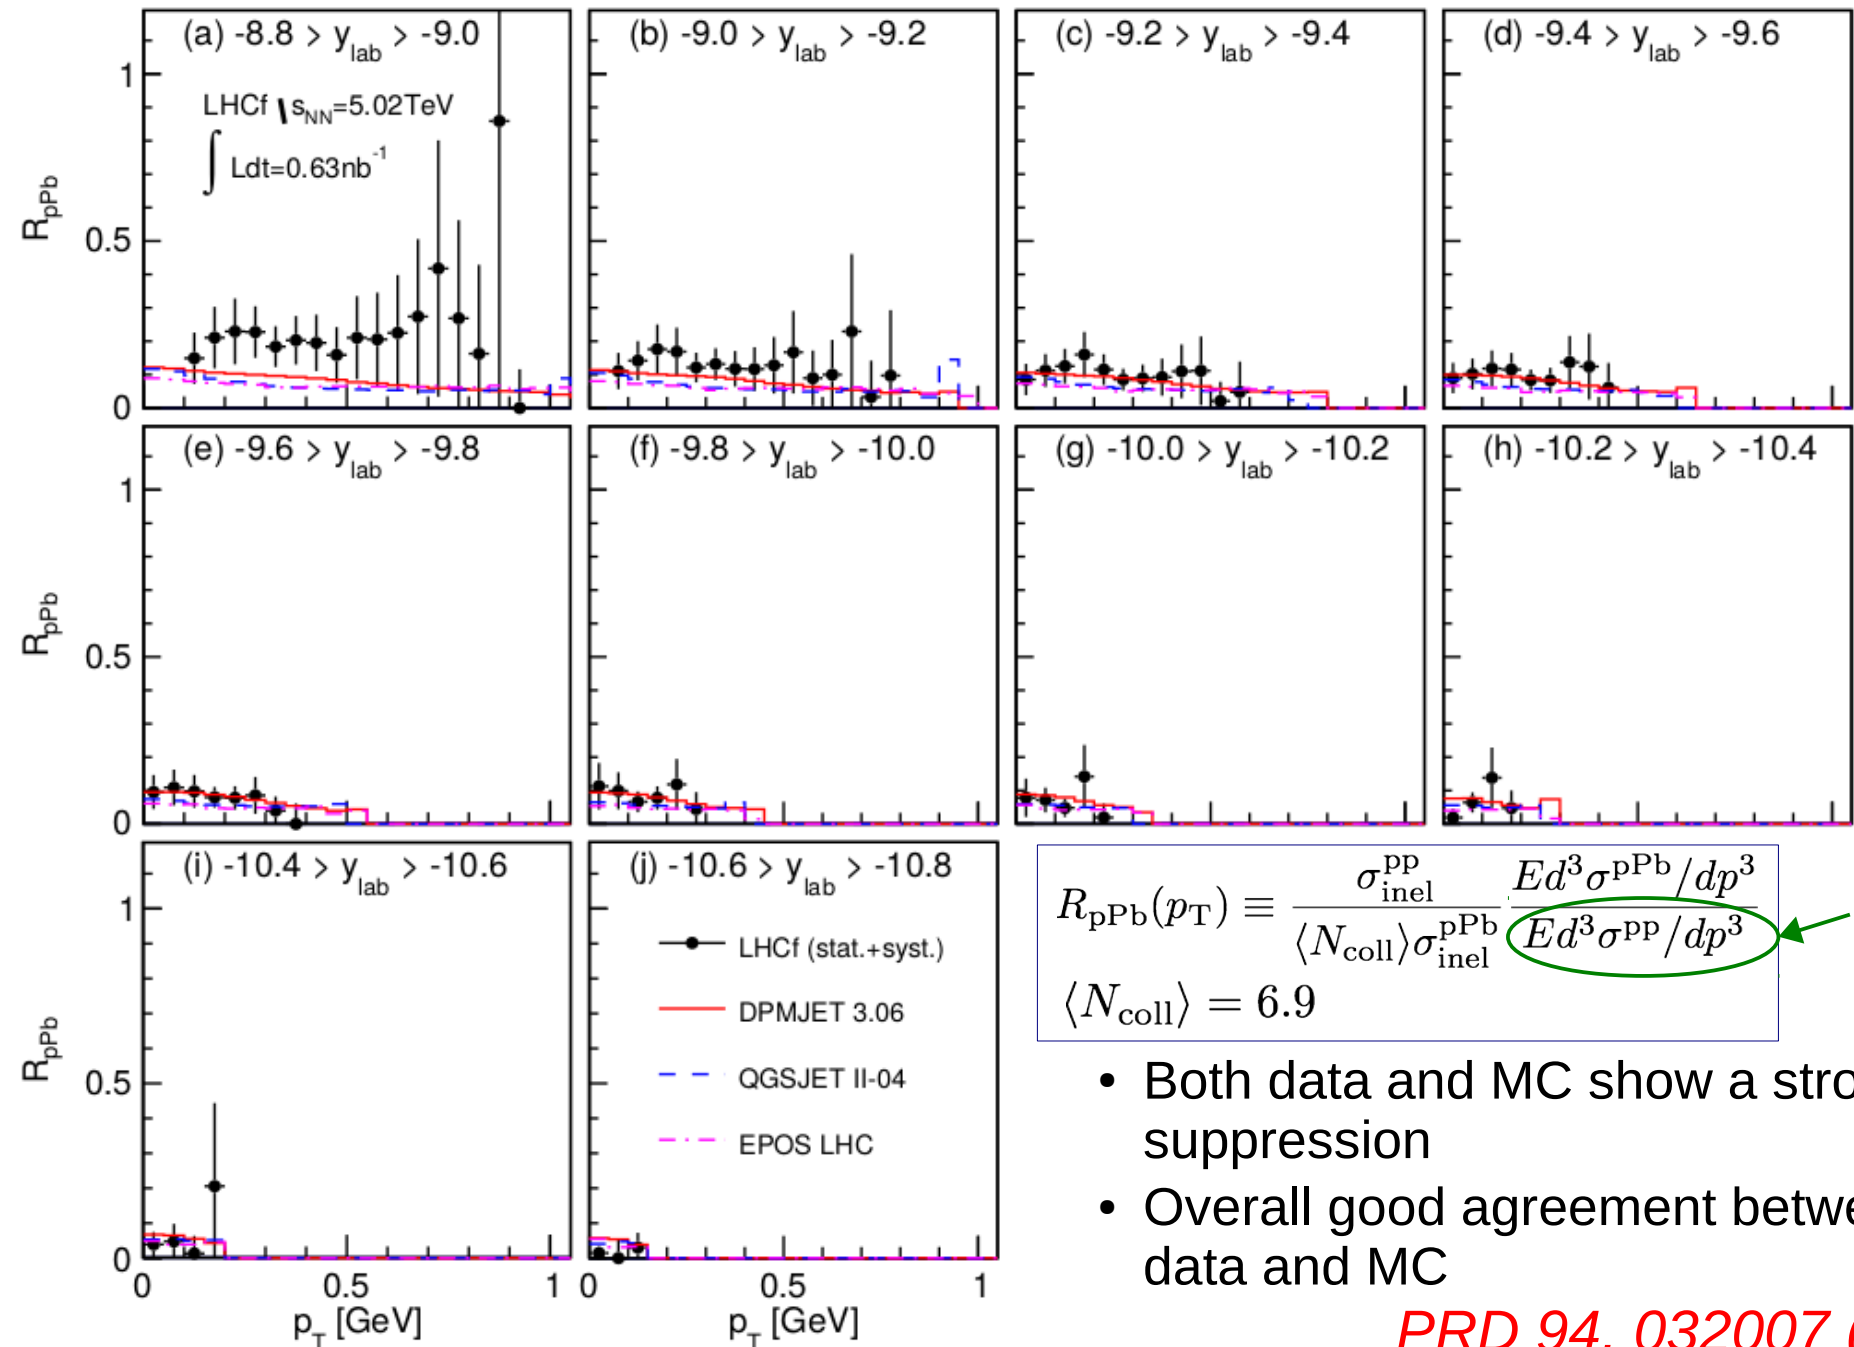 (a) -8.8 > y_lab > -9.0
(b) -9.0 > y_lab > -9.2
(c) -9.2 > y_lab > -9.4
(d) -9.4 > y_lab > -9.6
R_pPb
1
0.5
0
LHCf √s_NN=5.02TeV
∫ Ldt=0.63nb^-1
(e) -9.6 > y_lab > -9.8
(f) -9.8 > y_lab > -10.0
(g) -10.0 > y_lab > -10.2
(h) -10.2 > y_lab > -10.4
R_pPb
1
0.5
0
(i) -10.4 > y_lab > -10.6
(j) -10.6 > y_lab > -10.8
R_pPb
1
0.5
0
LHCf (stat.+syst.)
DPMJET 3.06
QGSJET II-04
EPOS LHC
0 0.5 1
p_T [GeV]
0 0.5 1
p_T [GeV]
R_pPb(p_T) ≡ σ_inel^pp / ⟨N_coll⟩σ_inel^pPb Ed³σ^pPb/dp³ / Ed³σ^pp/dp³
⟨N_coll⟩ = 6.9
• Both data and MC show a stro
suppression
• Overall good agreement betwe
data and MC
PRD 94, 032007 (